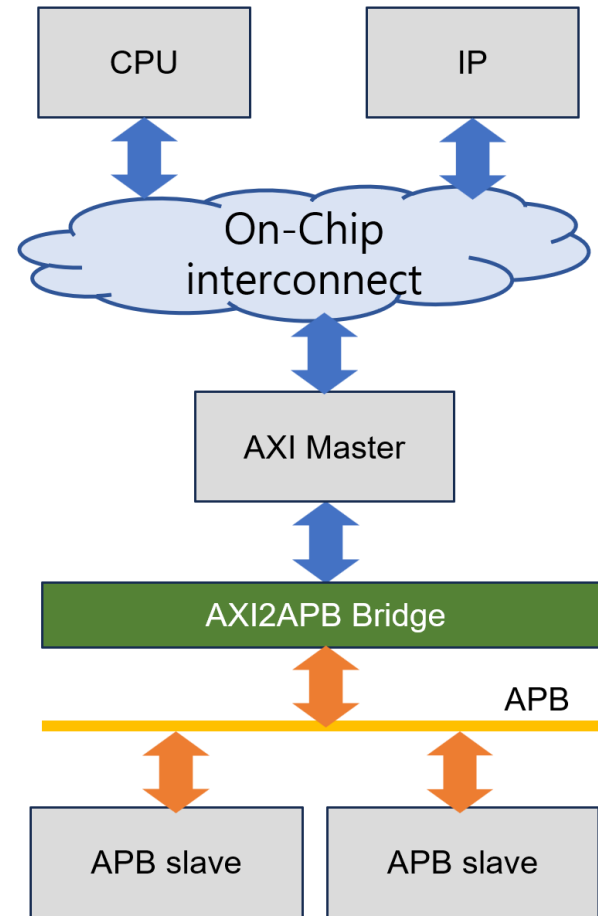 CPU
IP
On-Chip
interconnect
AXI Master
AXI2APB Bridge
APB
APB slave
APB slave